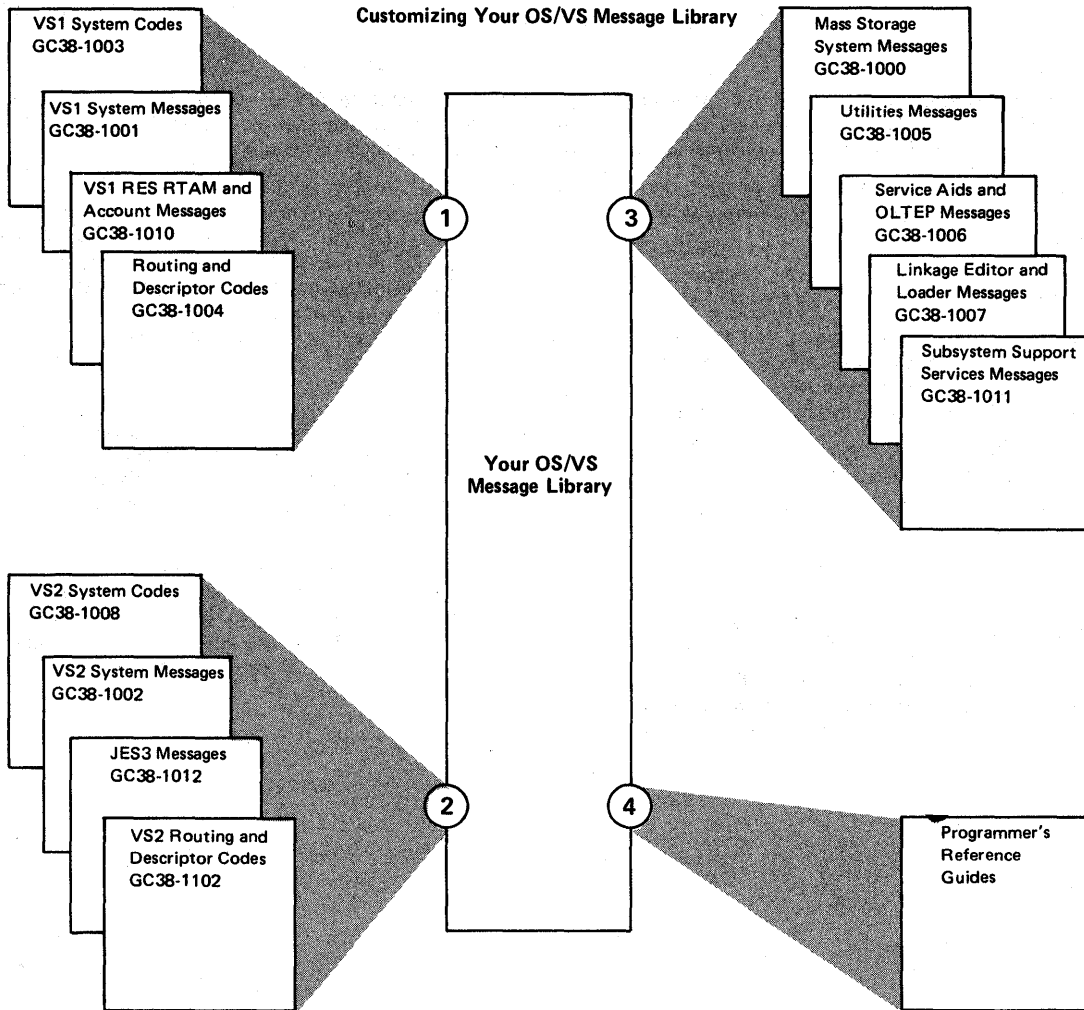 Customizing Your OS/VS Message Library
VS1 System Codes
GC38-1003
VS1 System Messages
GC38-1001
VS1 RES RTAM and
Account Messages
GC38-1010
Routing and
Descriptor Codes
GC38-1004
1
Mass Storage
System Messages
GC38-1000
Utilities Messages
GC38-1005
Service Aids and
OLTEP Messages
GC38-1006
Linkage Editor and
Loader Messages
GC38-1007
Subsystem Support
Services Messages
GC38-1011
3
Your OS/VS
Message Library
VS2 System Codes
GC38-1008
VS2 System Messages
GC38-1002
JES3 Messages
GC38-1012
VS2 Routing and
Descriptor Codes
GC38-1102
2
4
Programmer's
Reference
Guides